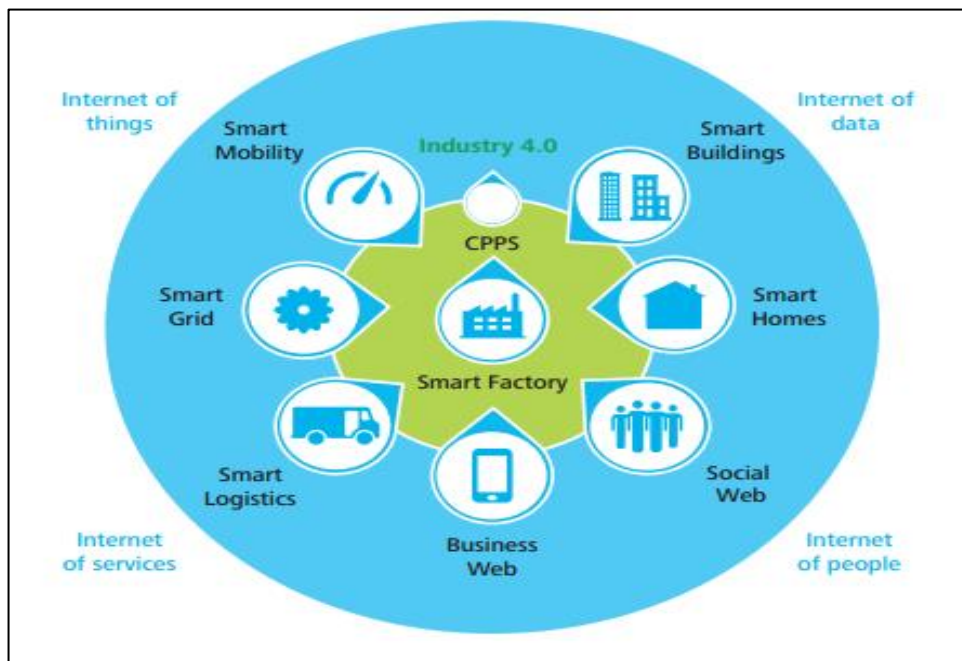 Internet of
things
Internet of
data
Smart
Mobility
Industry 4.0
Smart
Buildings
CPPS
Smart
Grid
Smart
Homes
Smart Factory
Smart
Logistics
Social
Web
Business
Web
Internet
of services
Internet
of people